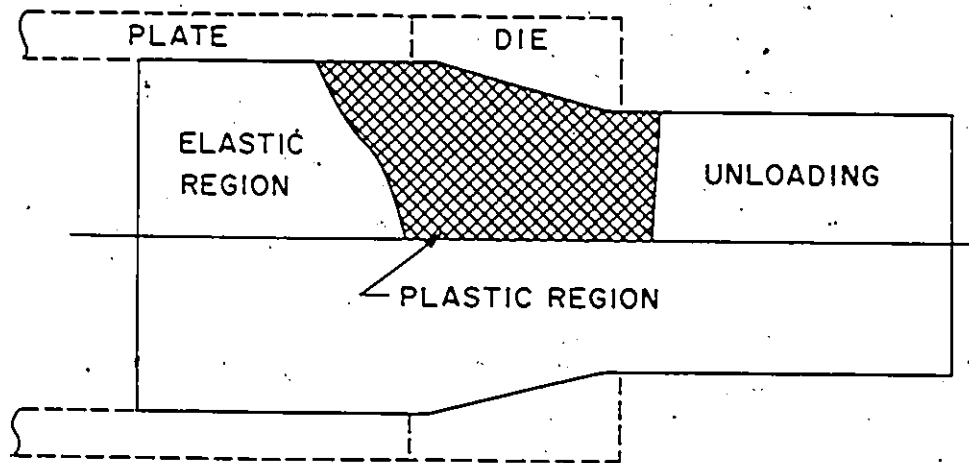 PLATE
DIE
ELASTIC
REGION
UNLOADING
PLASTIC REGION